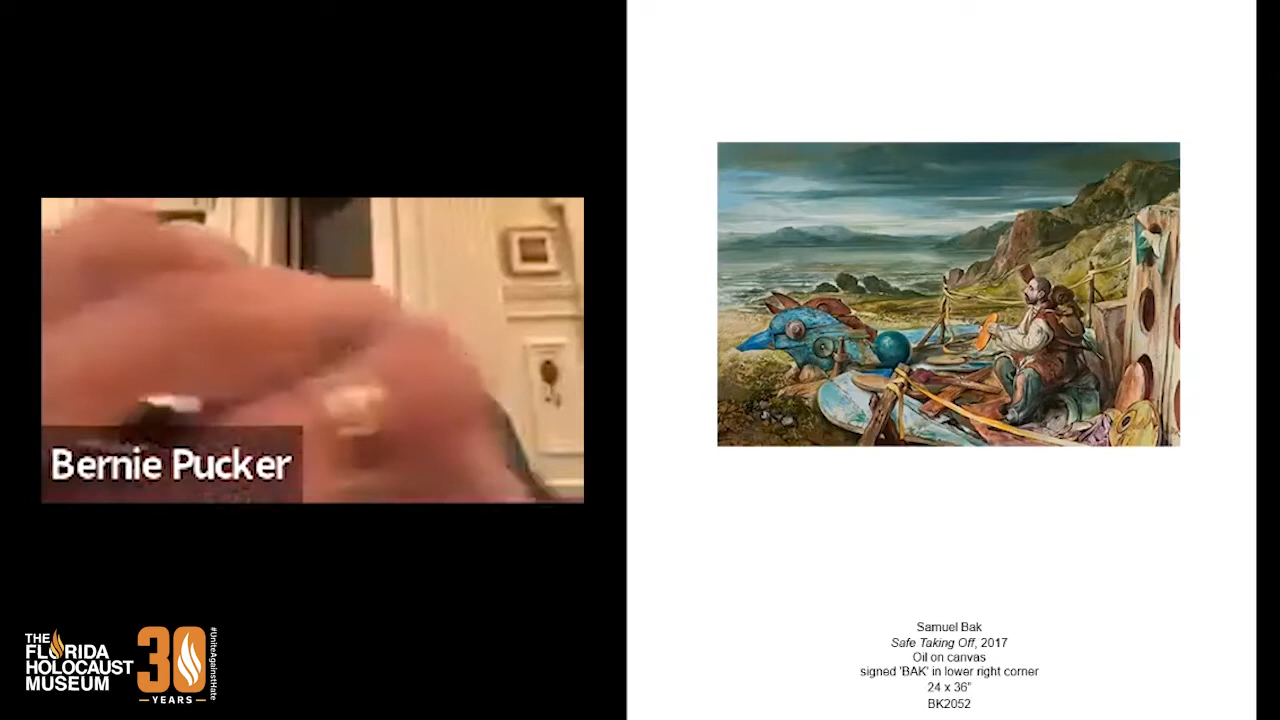 Bernie Pucker
THE
FLORIDA
HOLOCAUST
MUSEUM
30
YEARS
#UniteAgainstHate
Samuel Bak
Safe Taking Off, 2017
Oil on canvas
signed 'BAK' in lower right corner
24 x 36"
BK2052